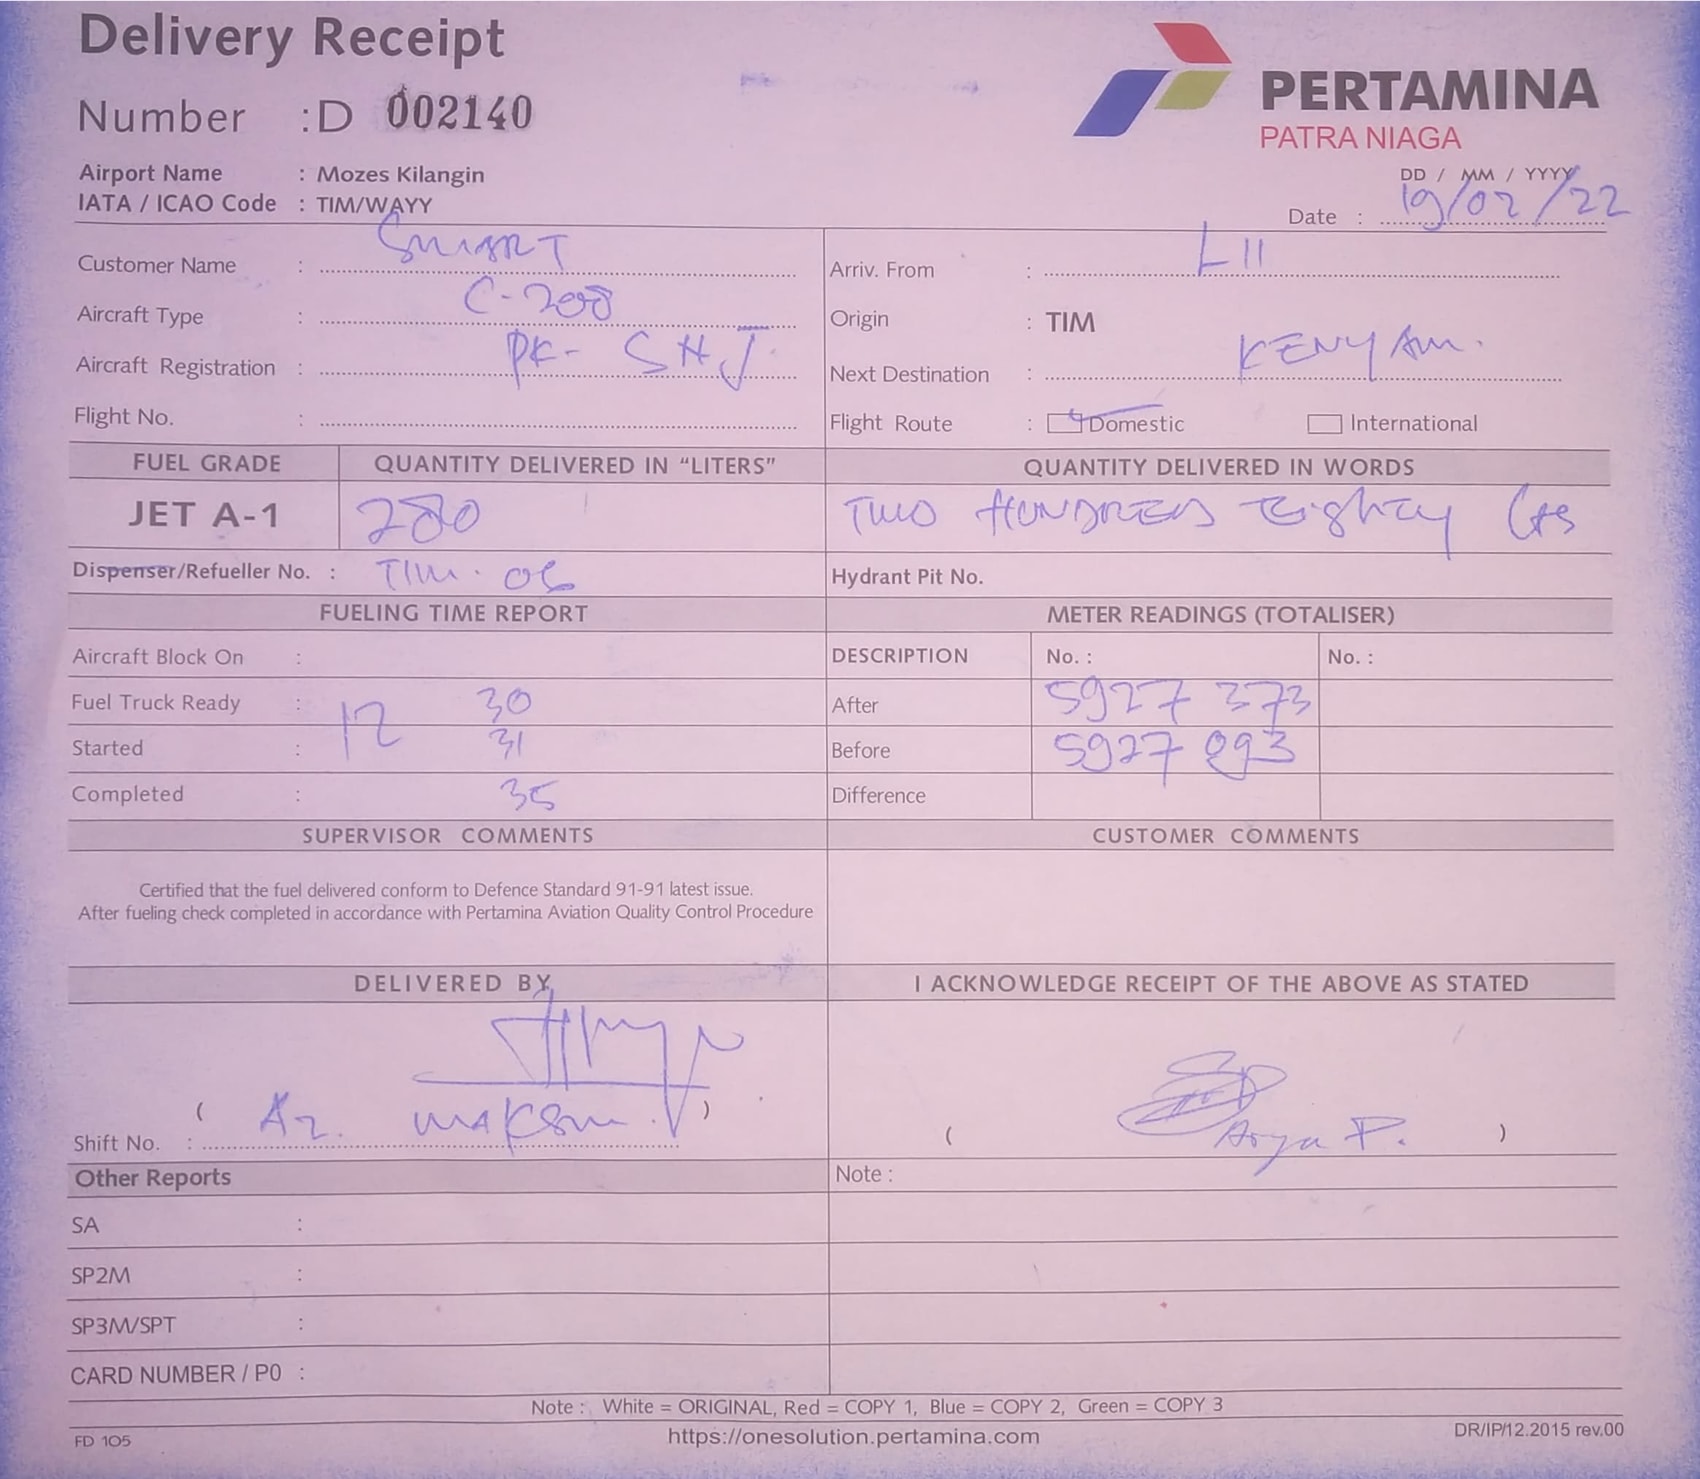 Delivery Receipt
Number : D 002140
PERTAMINA
PATRA NIAGA
Airport Name : Mozes Kilangin
IATA / ICAO Code : TIM/WAYY
DD / MM / YYYY
Date : 19/02/22
Customer Name : SMART
Arriv. From : LII
Aircraft Type : C-208
Origin : TIM
Aircraft Registration : PK- SHJ
Next Destination : KENYAM.
Flight No. :
Flight Route : Domestic International
FUEL GRADE QUANTITY DELIVERED IN “LITERS” QUANTITY DELIVERED IN WORDS
JET A-1 280 TWO HUNDRED Eighty
Dispenser/Refueller No. : TIM. 06 Hydrant Pit No.
FUELING TIME REPORT METER READINGS (TOTALISER)
Aircraft Block On : DESCRIPTION No. : No. :
Fuel Truck Ready : 12 30 After 5927 373
Started : 31 Before 5927 093
Completed : 35 Difference
SUPERVISOR COMMENTS CUSTOMER COMMENTS
Certified that the fuel delivered conform to Defence Standard 91-91 latest issue.
After fueling check completed in accordance with Pertamina Aviation Quality Control Procedure
DELIVERED BY I ACKNOWLEDGE RECEIPT OF THE ABOVE AS STATED
( )
Shift No. :
( Arya P. )
Other Reports Note :
SA :
SP2M :
SP3M/SPT :
CARD NUMBER / P0 :
Note : White = ORIGINAL, Red = COPY 1, Blue = COPY 2, Green = COPY 3
FD 105 https://onesolution.pertamina.com DR/IP/12.2015 rev.00